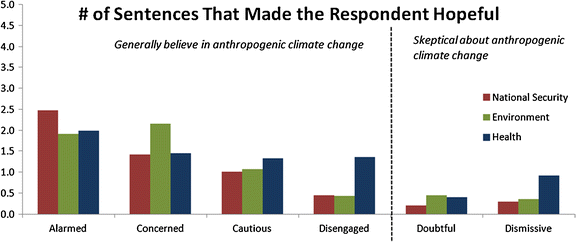 # of Sentences That Made the Respondent Hopeful
Generally believe in anthropogenic climate change
Skeptical about anthropogenic
climate change
5.0
4.5
4.0
3.5
3.0
2.5
2.0
1.5
1.0
0.5
0.0
National Security
Environment
Health
Alarmed Concerned Cautious Disengaged Doubtful Dismissive